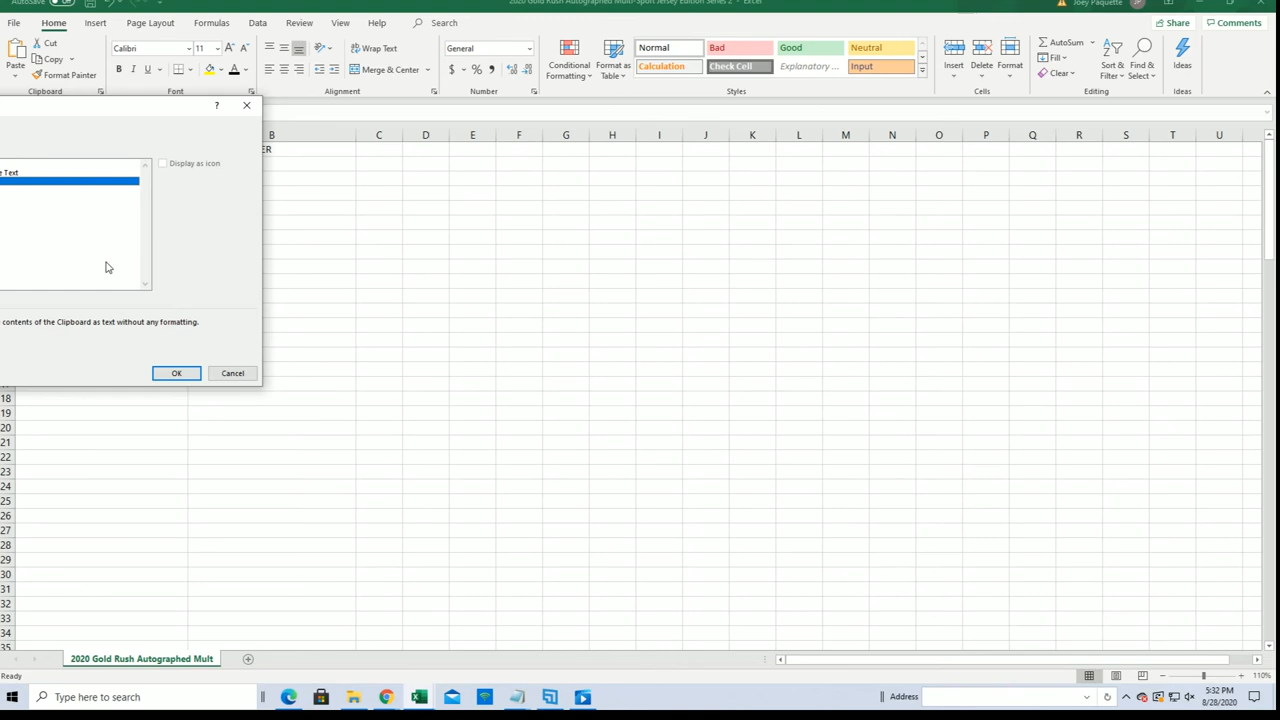 AutoSave Off 2020 Gold Rush Autographed Multi-Sport Jersey Edition Series 2 - Excel Joey Paquette JP
File Home Insert Page Layout Formulas Data Review View Help Search Share Comments
Cut Calibri 11 A A Wrap Text General Normal Bad Good Neutral AutoSum
Copy Fill
Format Painter B I U A Merge & Center $ % , Calculation Check Cell Explanatory ... Input Clear
Paste Conditional Formatting Format as Table Insert Delete Format Sort & Filter Find & Select Ideas
Clipboard Font Alignment Number Styles Cells Editing Ideas
? ×
B C D E F G H I J K L M N O P Q R S T U
ER
Display as icon
e Text
contents of the Clipboard as text without any formatting.
OK Cancel
18
19
20
21
22
23
24
25
26
27
28
29
30
31
32
33
34
35
2020 Gold Rush Autographed Mult
Ready 110%
Type here to search Address 5:32 PM
8/28/2020